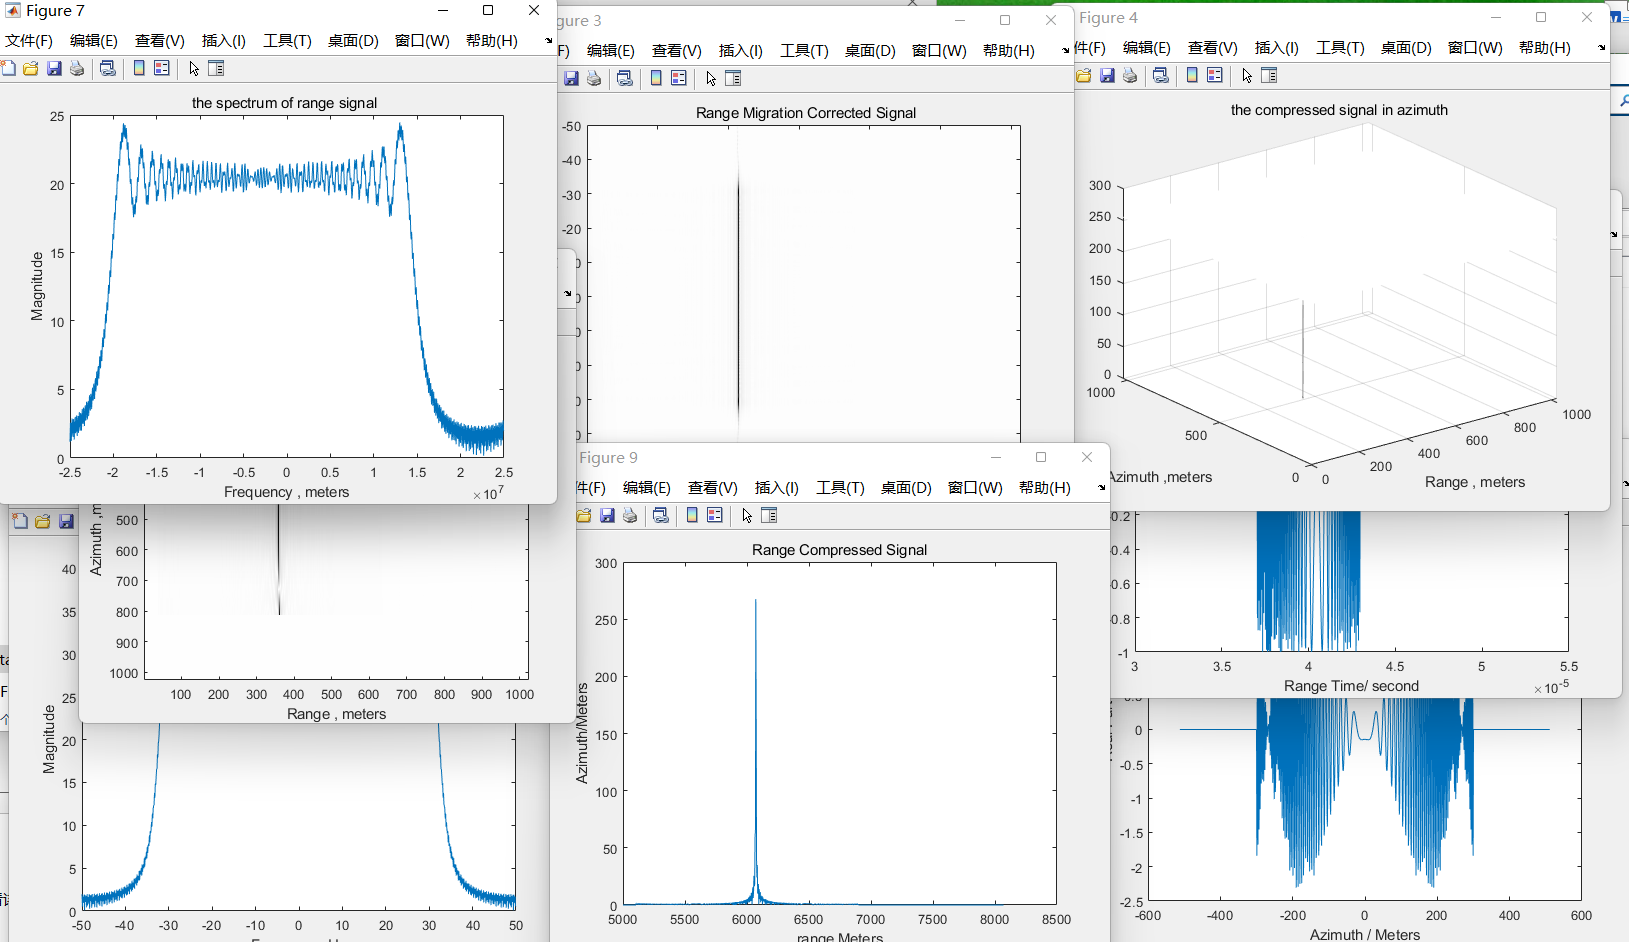 Figure 7
文件(F) 编辑(E) 查看(V) 插入(I) 工具(T) 桌面(D) 窗口(W) 帮助(H)
the spectrum of range signal
25
20
15
10
5
0
Magnitude
-2.5 -2 -1.5 -1 -0.5 0 0.5 1 1.5 2 2.5
Frequency , meters
×10^7
gure 3
F) 编辑(E) 查看(V) 插入(I) 工具(T) 桌面(D) 窗口(W) 帮助(H)
Range Migration Corrected Signal
-50
-40
-30
-20
Figure 4
件(F) 编辑(E) 查看(V) 插入(I) 工具(T) 桌面(D) 窗口(W) 帮助(H)
the compressed signal in azimuth
300
250
200
150
100
50
0
1000
500
0
0
200
400
600
800
1000
Azimuth ,meters
Range , meters
500
600
700
800
900
1000
Azimuth ,m
100 200 300 400 500 600 700 800 900 1000
Range , meters
40
35
30
25
20
15
10
5
0
Magnitude
-50 -40 -30 -20 -10 0 10 20 30 40 50
Figure 9
件(F) 编辑(E) 查看(V) 插入(I) 工具(T) 桌面(D) 窗口(W) 帮助(H)
Range Compressed Signal
300
250
200
150
100
50
0
Azimuth/Meters
5000 5500 6000 6500 7000 7500 8000 8500
range Meters
0.2
-0.4
0.6
0.8
-1
3 3.5 4 4.5 5 5.5
Range Time/ second
×10^-5
0.5
0
-0.5
-1
-1.5
-2
-2.5
-600 -400 -200 0 200 400 600
Azimuth / Meters